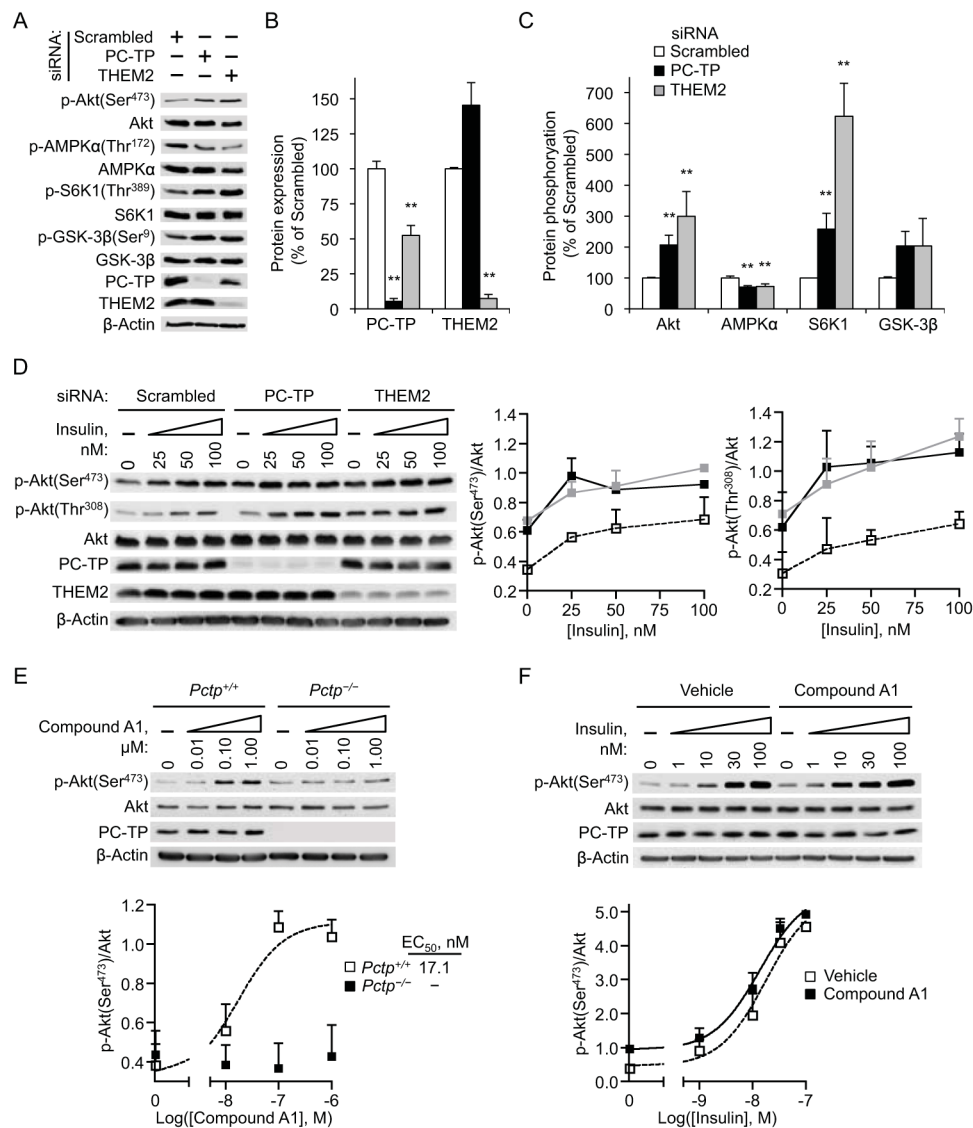 A
siRNA:
Scrambled + – –
PC-TP – + –
THEM2 – – +
p-Akt(Ser473)
Akt
p-AMPKα(Thr172)
AMPKα
p-S6K1(Thr389)
S6K1
p-GSK-3β(Ser9)
GSK-3β
PC-TP
THEM2
β-Actin
B
Protein expression
(% of Scrambled)
150
125
100
75
50
25
0
**
**
**
PC-TP THEM2
C
siRNA
Scrambled
PC-TP
THEM2
Protein phosphoryation
(% of Scrambled)
700
600
500
400
300
200
100
0
**
**
**
**
**
**
Akt AMPKα S6K1 GSK-3β
D
siRNA: Scrambled PC-TP THEM2
Insulin, – – –
nM: 0 25 50 100 0 25 50 100 0 25 50 100
p-Akt(Ser473)
p-Akt(Thr308)
Akt
PC-TP
THEM2
β-Actin
p-Akt(Ser473)/Akt
1.4
1.2
1.0
0.8
0.6
0.4
0.2
0 25 50 75 100
[Insulin], nM
p-Akt(Thr308)/Akt
1.4
1.2
1.0
0.8
0.6
0.4
0.2
0 25 50 75 100
[Insulin], nM
E
Pctp+/+ Pctp−/−
Compound A1, – –
μM: 0 0.01 0.10 1.00 0 0.01 0.10 1.00
p-Akt(Ser473)
Akt
PC-TP
β-Actin
p-Akt(Ser473)/Akt
1.2
1.0
0.8
0.6
0.4
EC50, nM
Pctp+/+ 17.1
Pctp−/− –
0 -8 -7 -6
Log([Compound A1], M)
F
Vehicle Compound A1
Insulin, – –
nM: 0 1 10 30 100 0 1 10 30 100
p-Akt(Ser473)
Akt
PC-TP
β-Actin
p-Akt(Ser473)/Akt
5.0
4.0
3.0
2.0
1.0
0.0
Vehicle
Compound A1
0 -9 -8 -7
Log([Insulin], M)